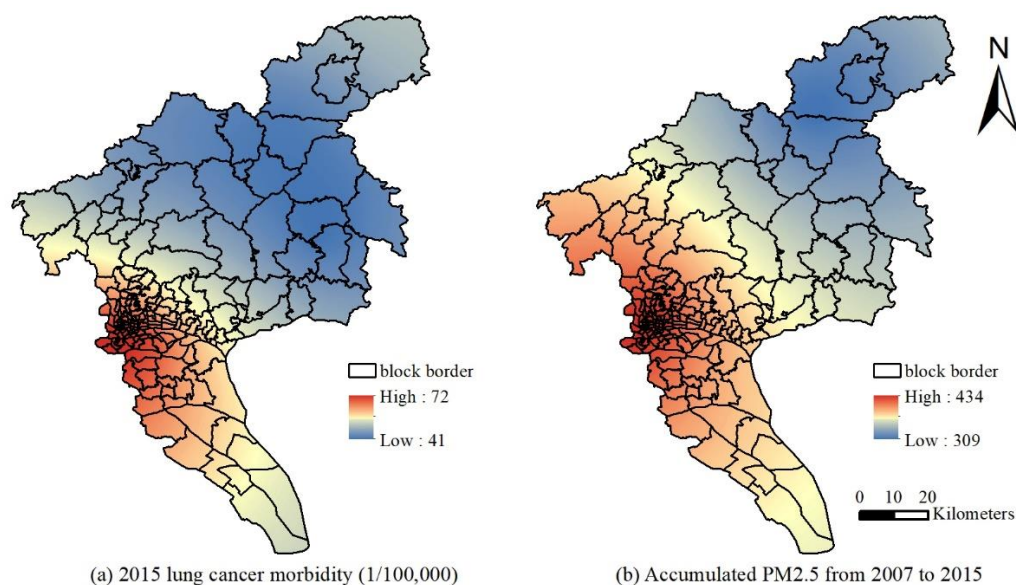 N
block border
High : 72
Low : 41
block border
High : 434
Low : 309
0 10 20
Kilometers
(a) 2015 lung cancer morbidity (1/100,000)
(b) Accumulated PM2.5 from 2007 to 2015